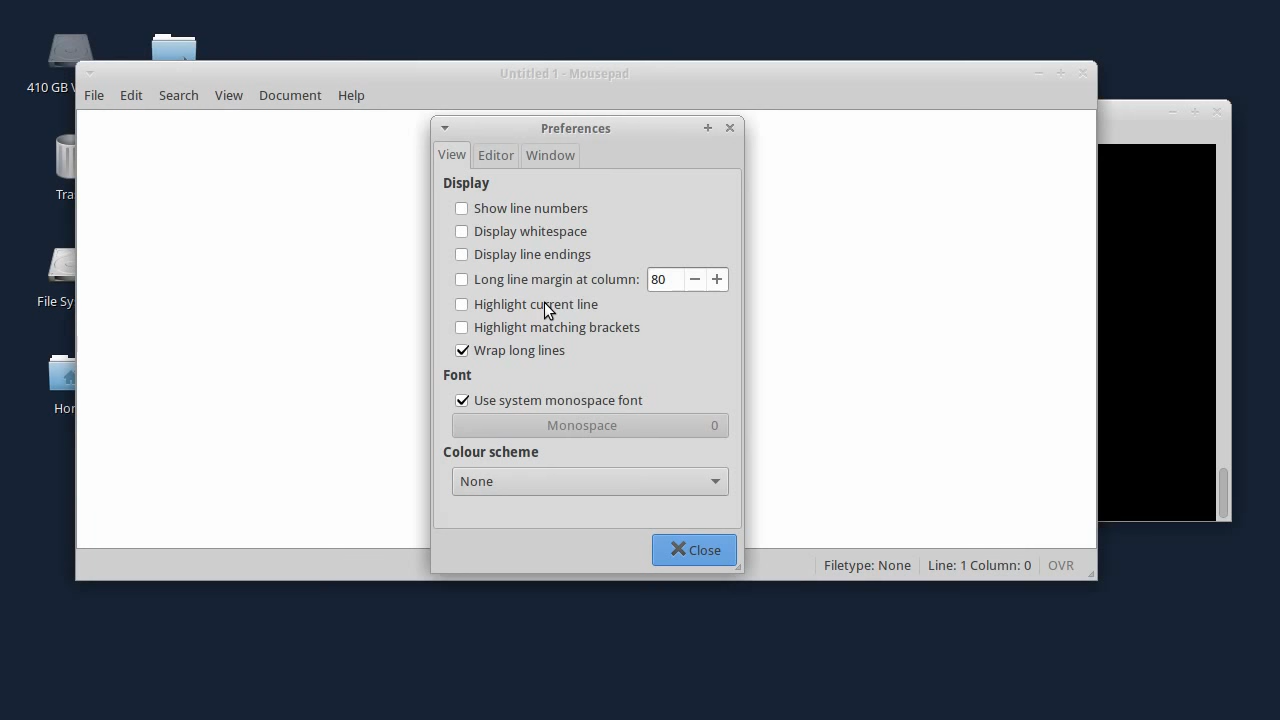 410 GB
Untitled 1 - Mousepad
File Edit Search View Document Help
Preferences
View Editor Window
Display
Show line numbers
Display whitespace
Display line endings
Long line margin at column: 80
Highlight current line
Highlight matching brackets
Wrap long lines
Font
Use system monospace font
Monospace 0
Colour scheme
None
Close
Filetype: None Line: 1 Column: 0 OVR
Tra
File Sy
Hor